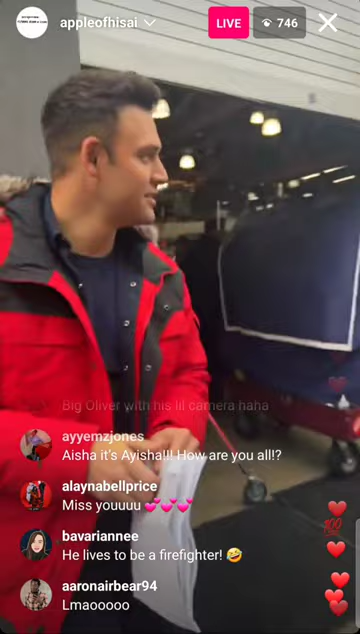 appleofhisai
LIVE
746
Big Oliver with his lil camera haha
ayyemzjones
Aisha it's Ayisha!!! How are you all!?
alaynabellprice
Miss youuuu 💕💕💕
bavariannee
He lives to be a firefighter! 🤣
aaronairbear94
Lmaooooo